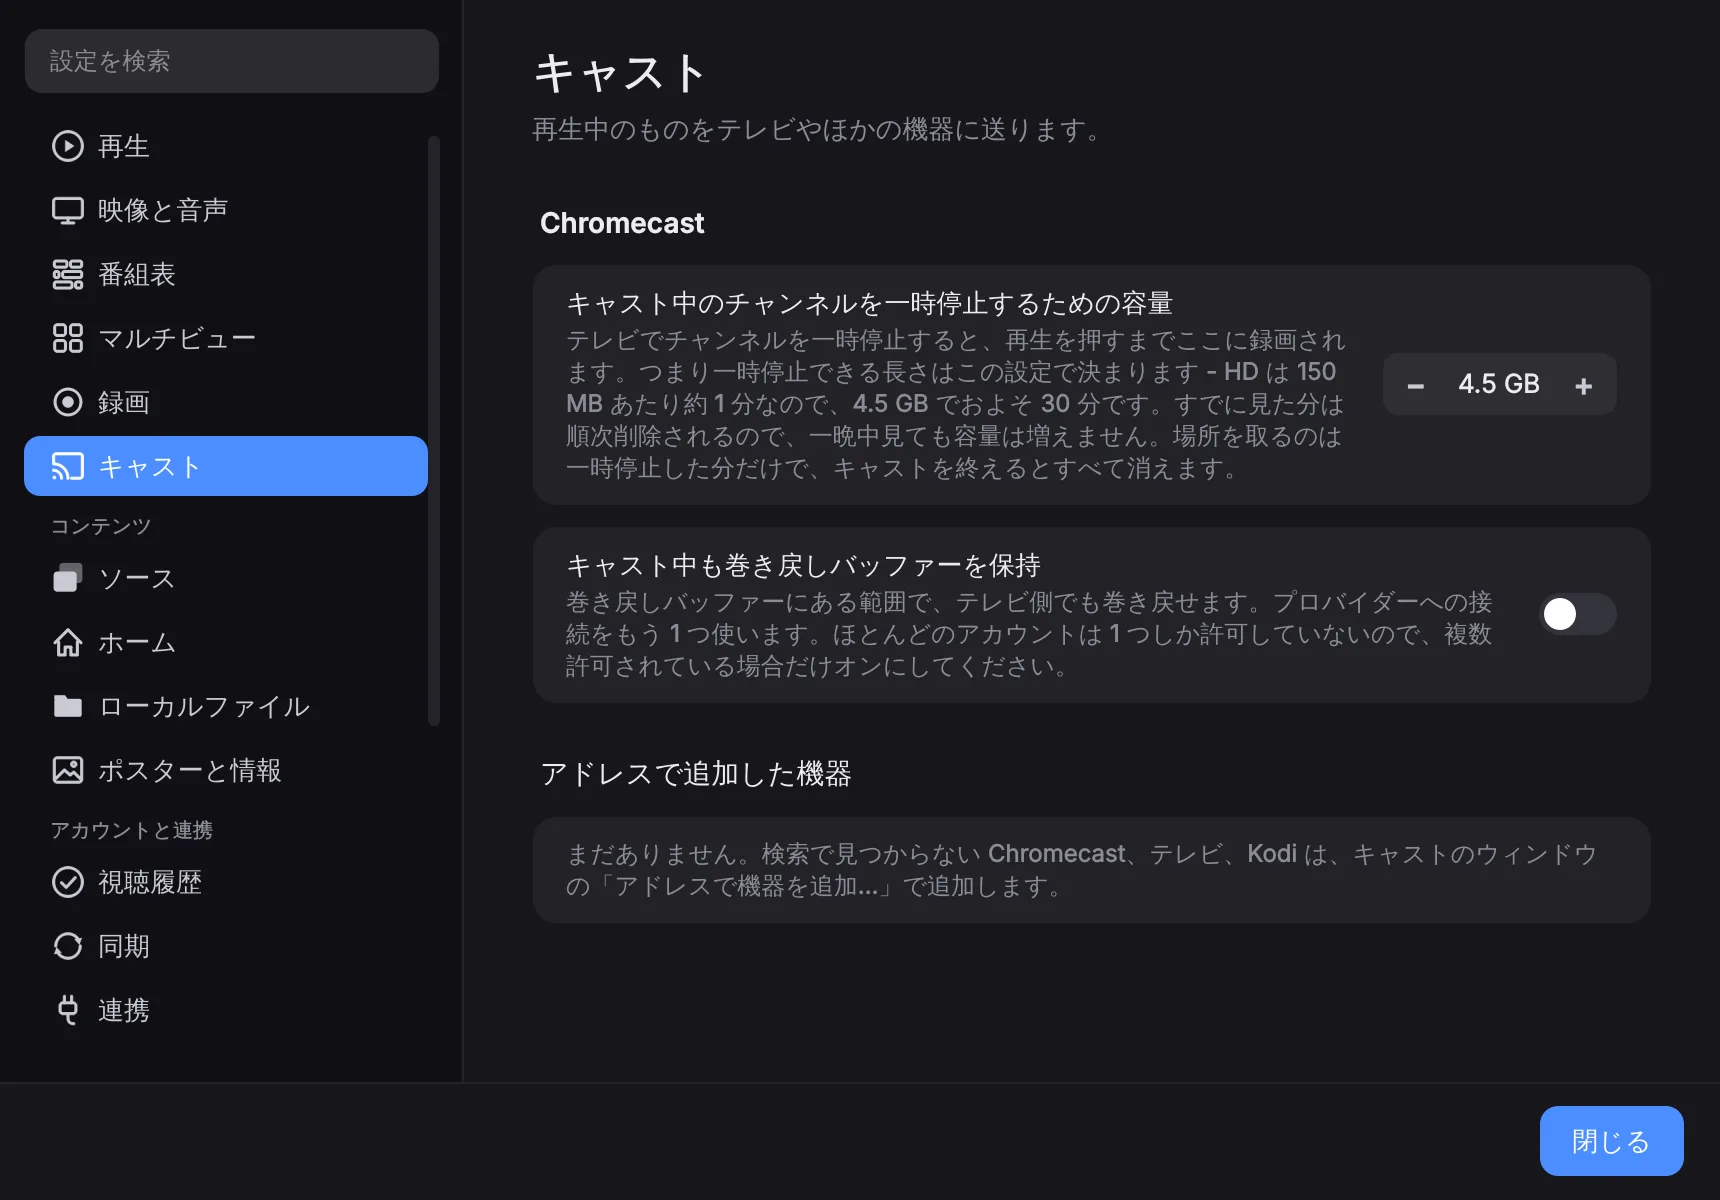 設定を検索
再生
映像と音声
番組表
マルチビュー
録画
キャスト
コンテンツ
ソース
ホーム
ローカルファイル
ポスターと情報
アカウントと連携
視聴履歴
同期
連携
キャスト
再生中のものをテレビやほかの機器に送ります。
Chromecast
キャスト中のチャンネルを一時停止するための容量
テレビでチャンネルを一時停止すると、再生を押すまでここに録画され
ます。つまり一時停止できる長さはこの設定で決まります - HD は 150
MB あたり約 1 分なので、4.5 GB でおよそ 30 分です。すでに見た分は
順次削除されるので、一晩中見ても容量は増えません。場所を取るのは
一時停止した分だけで、キャストを終えるとすべて消えます。
− 4.5 GB +
キャスト中も巻き戻しバッファーを保持
巻き戻しバッファーにある範囲で、テレビ側でも巻き戻せます。プロバイダーへの接
続をもう 1 つ使います。ほとんどのアカウントは 1 つしか許可していないので、複数
許可されている場合だけオンにしてください。
アドレスで追加した機器
まだありません。検索で見つからない Chromecast、テレビ、Kodi は、キャストのウィンドウ
の「アドレスで機器を追加...」で追加します。
閉じる